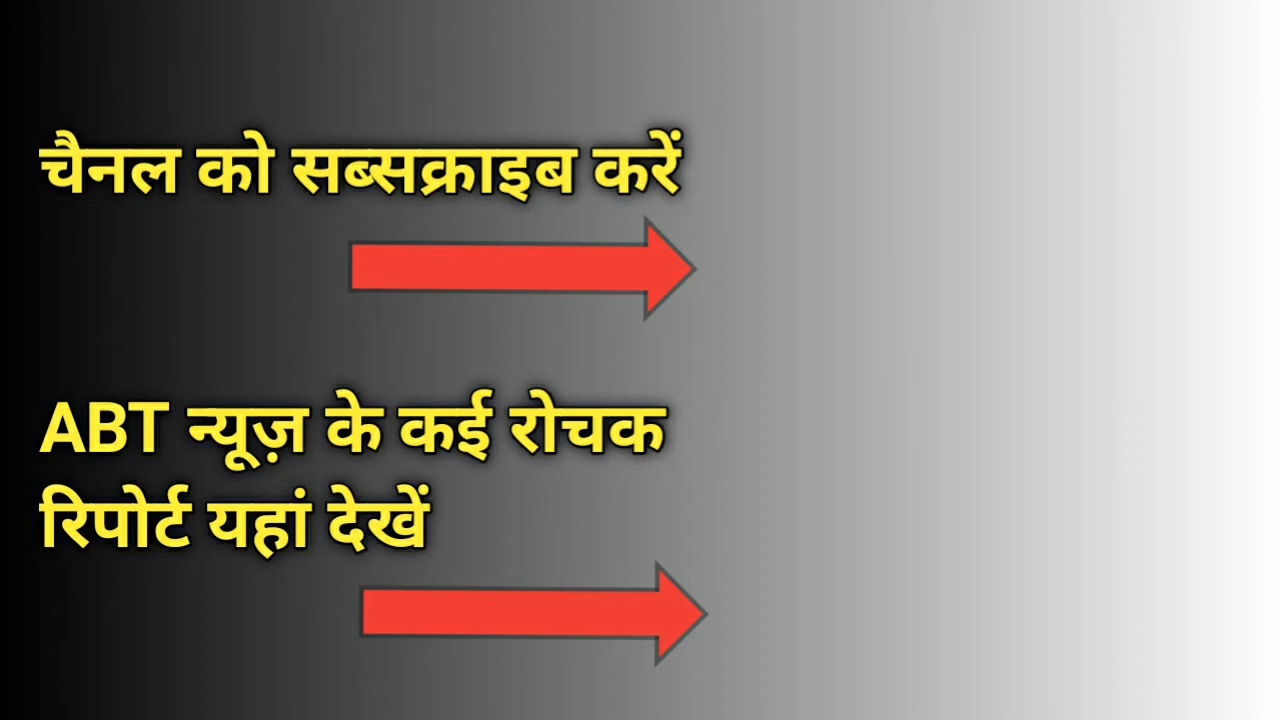 चैनल को सब्सक्राइब करें
ABT न्यूज़ के कई रोचक
रिपोर्ट यहां देखें